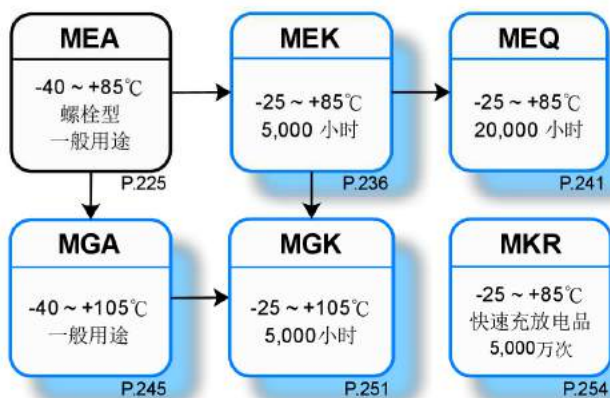 MEA
-40 ~ +85℃
螺栓型
一般用途
P.225
MEK
-25 ~ +85℃
5,000 小时
P.236
MEQ
-25 ~ +85℃
20,000 小时
P.241
MGA
-40 ~ +105℃
一般用途
P.245
MGK
-25 ~ +105℃
5,000小时
P.251
MKR
-25 ~ +85℃
快速充放电品
5,000万次
P.254